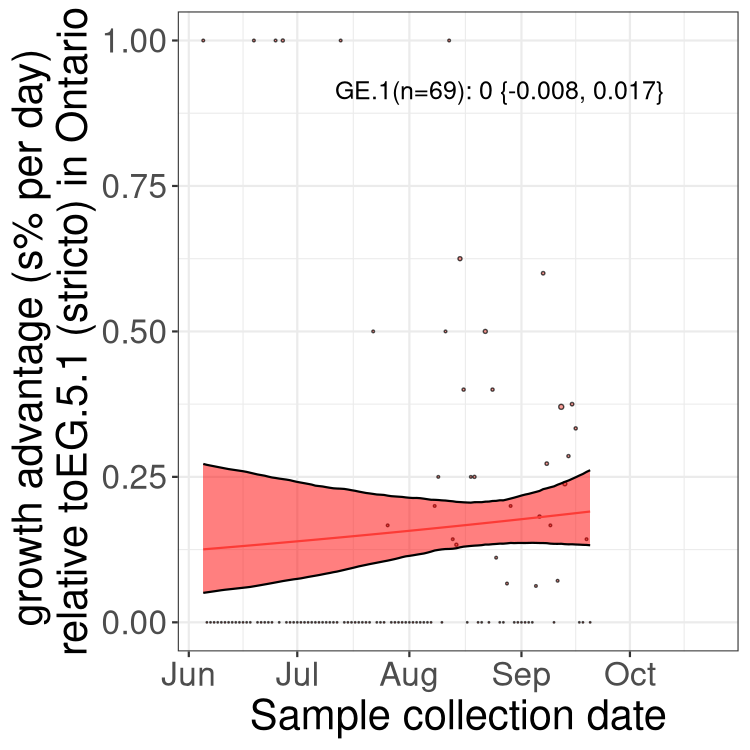 growth advantage (s% per day)
relative toEG.5.1 (stricto) in Ontario
1.00
0.75
0.50
0.25
0.00
GE.1(n=69): 0 {-0.008, 0.017}
Jun Jul Aug Sep Oct
Sample collection date